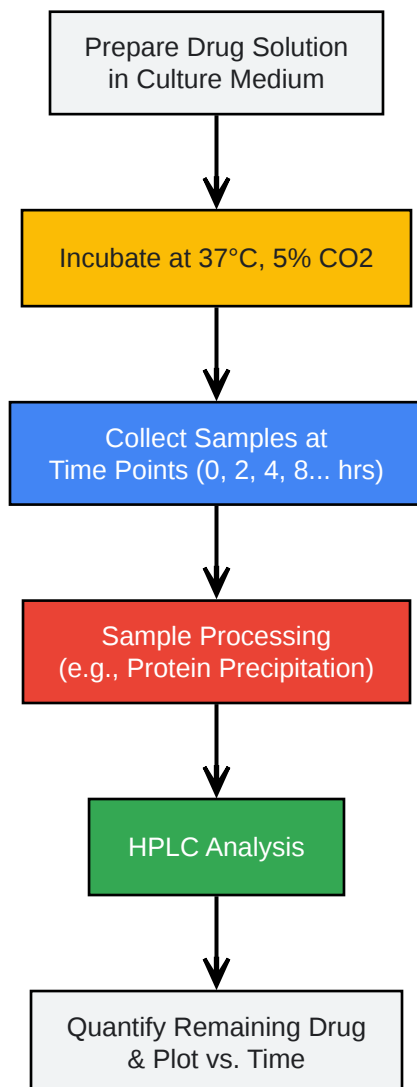 Prepare Drug Solution
in Culture Medium
Incubate at 37°C, 5% CO2
Collect Samples at
Time Points (0, 2, 4, 8... hrs)
Sample Processing
(e.g., Protein Precipitation)
HPLC Analysis
Quantify Remaining Drug
& Plot vs. Time